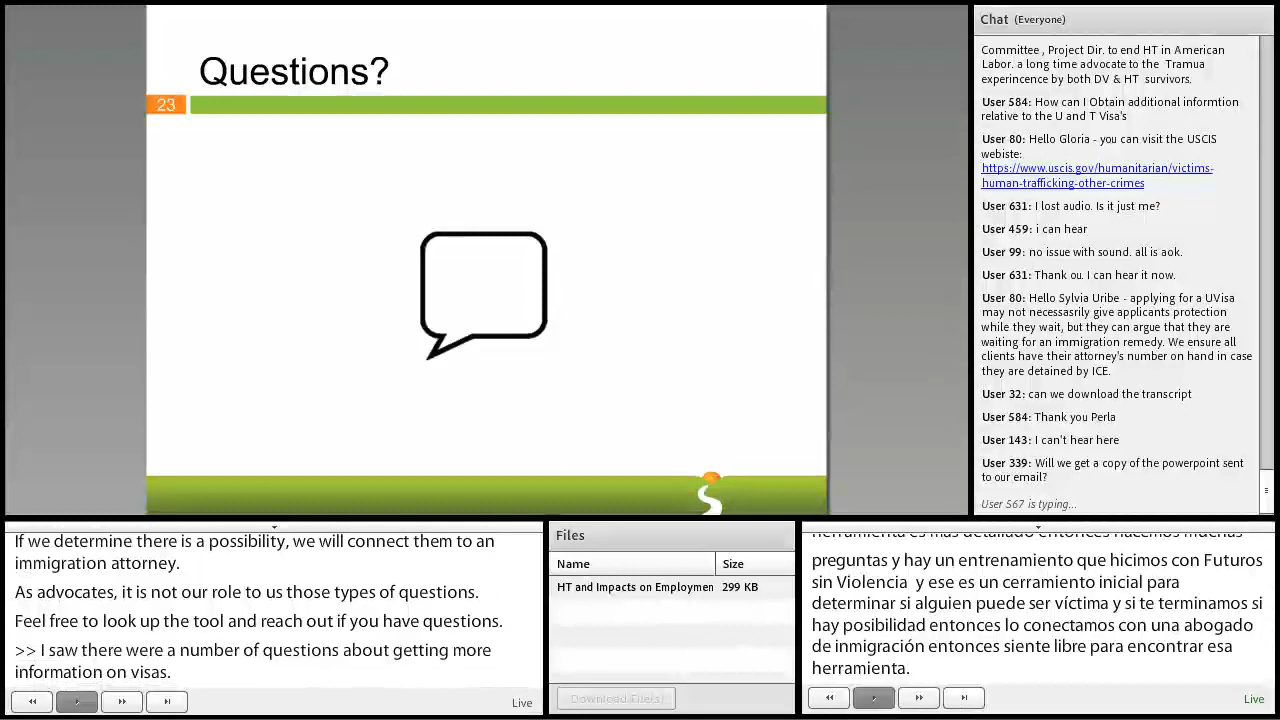 Questions?
23
Chat (Everyone)
Committee , Project Dir. to end HT in American
Labor. a long time advocate to the Tramua
experincence by both DV & HT survivors.
User 584: How can I Obtain additional informtion
relative to the U and T Visa's
User 80: Hello Gloria - you can visit the USCIS
webiste:
https://www.uscis.gov/humanitarian/victims-
human-trafficking-other-crimes
User 631: I lost audio. Is it just me?
User 459: i can hear
User 99: no issue with sound. all is aok.
User 631: Thank ou. I can hear it now.
User 80: Hello Sylvia Uribe - applying for a UVisa
may not necessasrily give applicants protection
while they wait, but they can argue that they are
waiting for an immigration remedy. We ensure all
clients have their attorney's number on hand in case
they are detained by ICE.
User 32: can we download the transcript
User 584: Thank you Perla
User 143: I can't hear here
User 339: Will we get a copy of the powerpoint sent
to our email?
User 567 is typing...
If we determine there is a possibility, we will connect them to an
immigration attorney.
As advocates, it is not our role to us those types of questions.
Feel free to look up the tool and reach out if you have questions.
>> I saw there were a number of questions about getting more
information on visas.
Live
Files
Name Size
HT and Impacts on Employmen 299 KB
Download File(s)
herramienta es más detallado entonces hacemos muchas
preguntas y hay un entrenamiento que hicimos con Futuros
sin Violencia y ese es un cerramiento inicial para
determinar si alguien puede ser víctima y si te terminamos si
hay posibilidad entonces lo conectamos con una abogado
de inmigración entonces siente libre para encontrar esa
herramienta.
Live